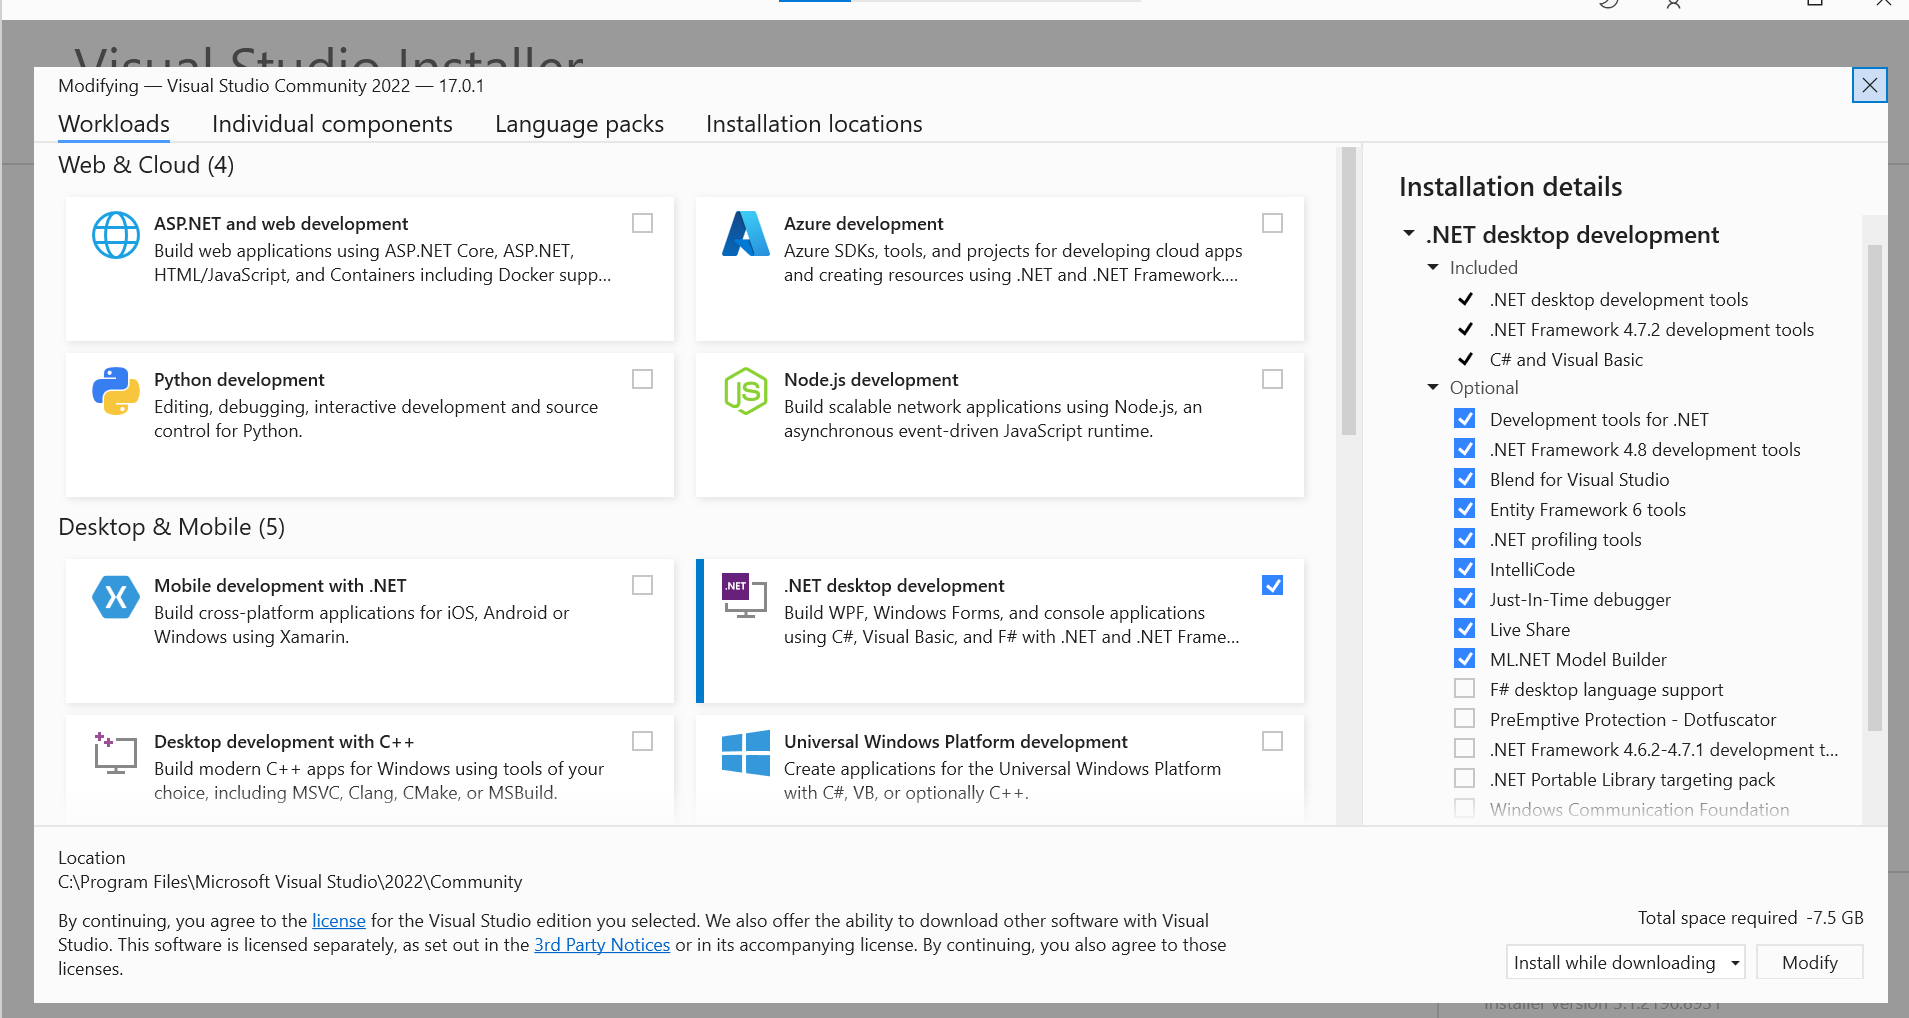 Visual Studio Installer
Modifying — Visual Studio Community 2022 — 17.0.1
Workloads
Individual components
Language packs
Installation locations
Web & Cloud (4)
ASP.NET and web development
Build web applications using ASP.NET Core, ASP.NET,
HTML/JavaScript, and Containers including Docker supp...
Azure development
Azure SDKs, tools, and projects for developing cloud apps
and creating resources using .NET and .NET Framework....
Python development
Editing, debugging, interactive development and source
control for Python.
JS
Node.js development
Build scalable network applications using Node.js, an
asynchronous event-driven JavaScript runtime.
Desktop & Mobile (5)
Mobile development with .NET
Build cross-platform applications for iOS, Android or
Windows using Xamarin.
.NET
.NET desktop development
Build WPF, Windows Forms, and console applications
using C#, Visual Basic, and F# with .NET and .NET Frame...
Desktop development with C++
Build modern C++ apps for Windows using tools of your
choice, including MSVC, Clang, CMake, or MSBuild.
Universal Windows Platform development
Create applications for the Universal Windows Platform
with C#, VB, or optionally C++.
Installation details
.NET desktop development
Included
.NET desktop development tools
.NET Framework 4.7.2 development tools
C# and Visual Basic
Optional
Development tools for .NET
.NET Framework 4.8 development tools
Blend for Visual Studio
Entity Framework 6 tools
.NET profiling tools
IntelliCode
Just-In-Time debugger
Live Share
ML.NET Model Builder
F# desktop language support
PreEmptive Protection - Dotfuscator
.NET Framework 4.6.2-4.7.1 development t...
.NET Portable Library targeting pack
Windows Communication Foundation
Location
C:\Program Files\Microsoft Visual Studio\2022\Community
By continuing, you agree to the license for the Visual Studio edition you selected. We also offer the ability to download other software with Visual
Studio. This software is licensed separately, as set out in the 3rd Party Notices or in its accompanying license. By continuing, you also agree to those
licenses.
Total space required -7.5 GB
Install while downloading
Modify
Installer version